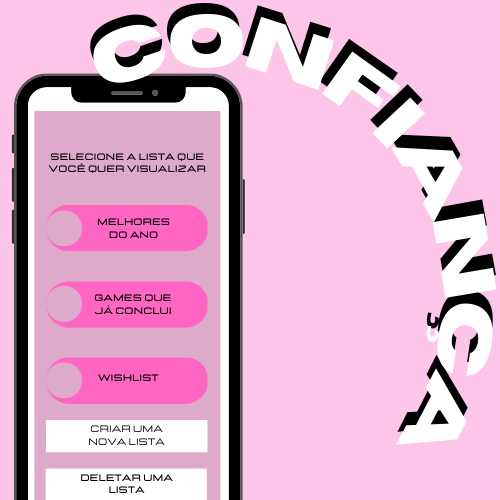 CONFIANÇA
SELECIONE A LISTA QUE
VOCÊ QUER VISUALIZAR
MELHORES
DO ANO
GAMES QUE
JÁ CONCLUI
WISHLIST
CRIAR UMA
NOVA LISTA
DELETAR UMA
LISTA